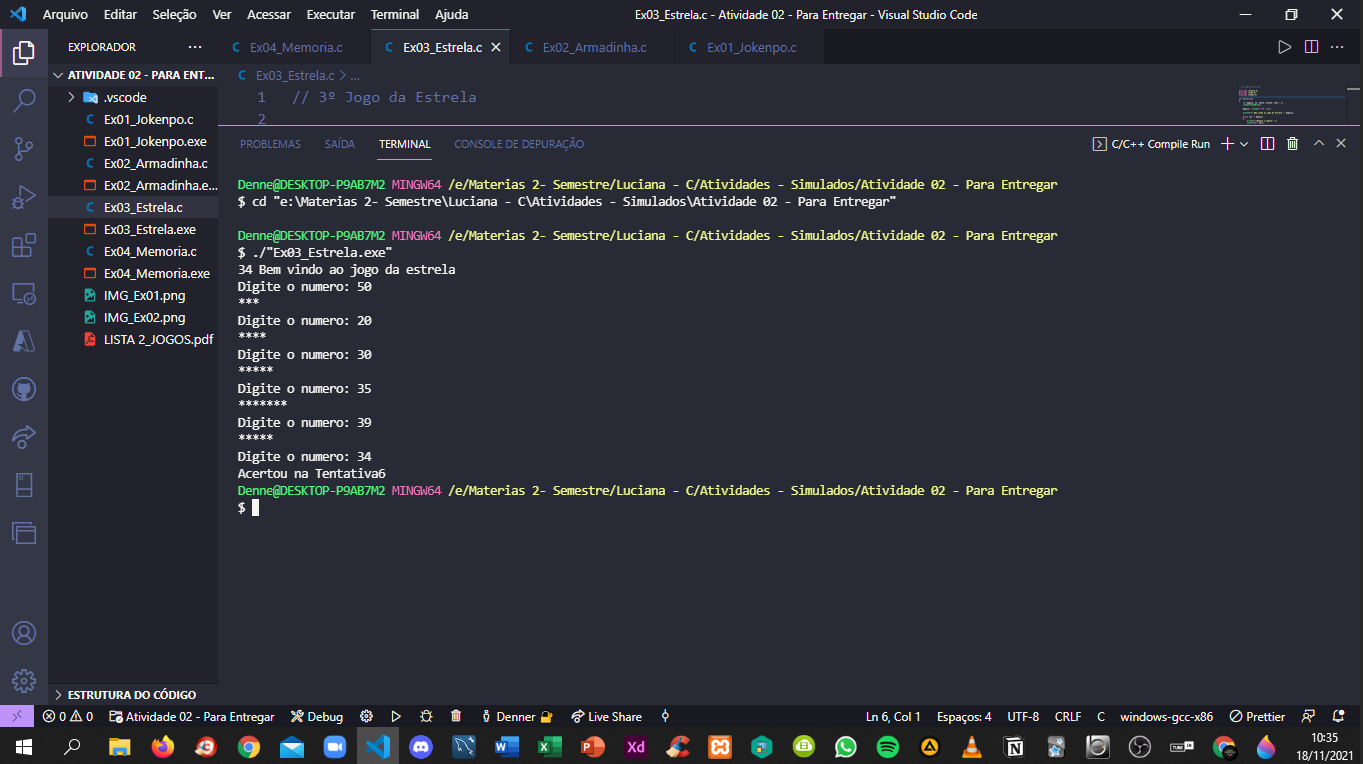 Arquivo Editar Seleção Ver Acessar Executar Terminal Ajuda
Ex03_Estrela.c - Atividade 02 - Para Entregar - Visual Studio Code
EXPLORADOR
Ex04_Memoria.c Ex03_Estrela.c Ex02_Armadinha.c Ex01_Jokenpo.c
ATIVIDADE 02 - PARA ENT...
.vscode
Ex01_Jokenpo.c
Ex01_Jokenpo.exe
Ex02_Armadinha.c
Ex02_Armadinha.e...
Ex03_Estrela.c
Ex03_Estrela.exe
Ex04_Memoria.c
Ex04_Memoria.exe
IMG_Ex01.png
IMG_Ex02.png
LISTA 2_JOGOS.pdf
ESTRUTURA DO CÓDIGO
Ex03_Estrela.c > ...
1 // 3º Jogo da Estrela
2
PROBLEMAS SAÍDA TERMINAL CONSOLE DE DEPURAÇÃO
C/C++ Compile Run
Denne@DESKTOP-P9AB7M2 MINGW64 /e/Materias 2- Semestre/Luciana - C/Atividades - Simulados/Atividade 02 - Para Entregar
$ cd "e:\Materias 2- Semestre\Luciana - C\Atividades - Simulados\Atividade 02 - Para Entregar"
Denne@DESKTOP-P9AB7M2 MINGW64 /e/Materias 2- Semestre/Luciana - C/Atividades - Simulados/Atividade 02 - Para Entregar
$ ./"Ex03_Estrela.exe"
34 Bem vindo ao jogo da estrela
Digite o numero: 50
***
Digite o numero: 20
****
Digite o numero: 30
*****
Digite o numero: 35
*******
Digite o numero: 39
*****
Digite o numero: 34
Acertou na Tentativa6
Denne@DESKTOP-P9AB7M2 MINGW64 /e/Materias 2- Semestre/Luciana - C/Atividades - Simulados/Atividade 02 - Para Entregar
$
0 0 Atividade 02 - Para Entregar Debug Denner Live Share
Ln 6, Col 1 Espaços: 4 UTF-8 CRLF C windows-gcc-x86 Prettier
10:35
18/11/2021